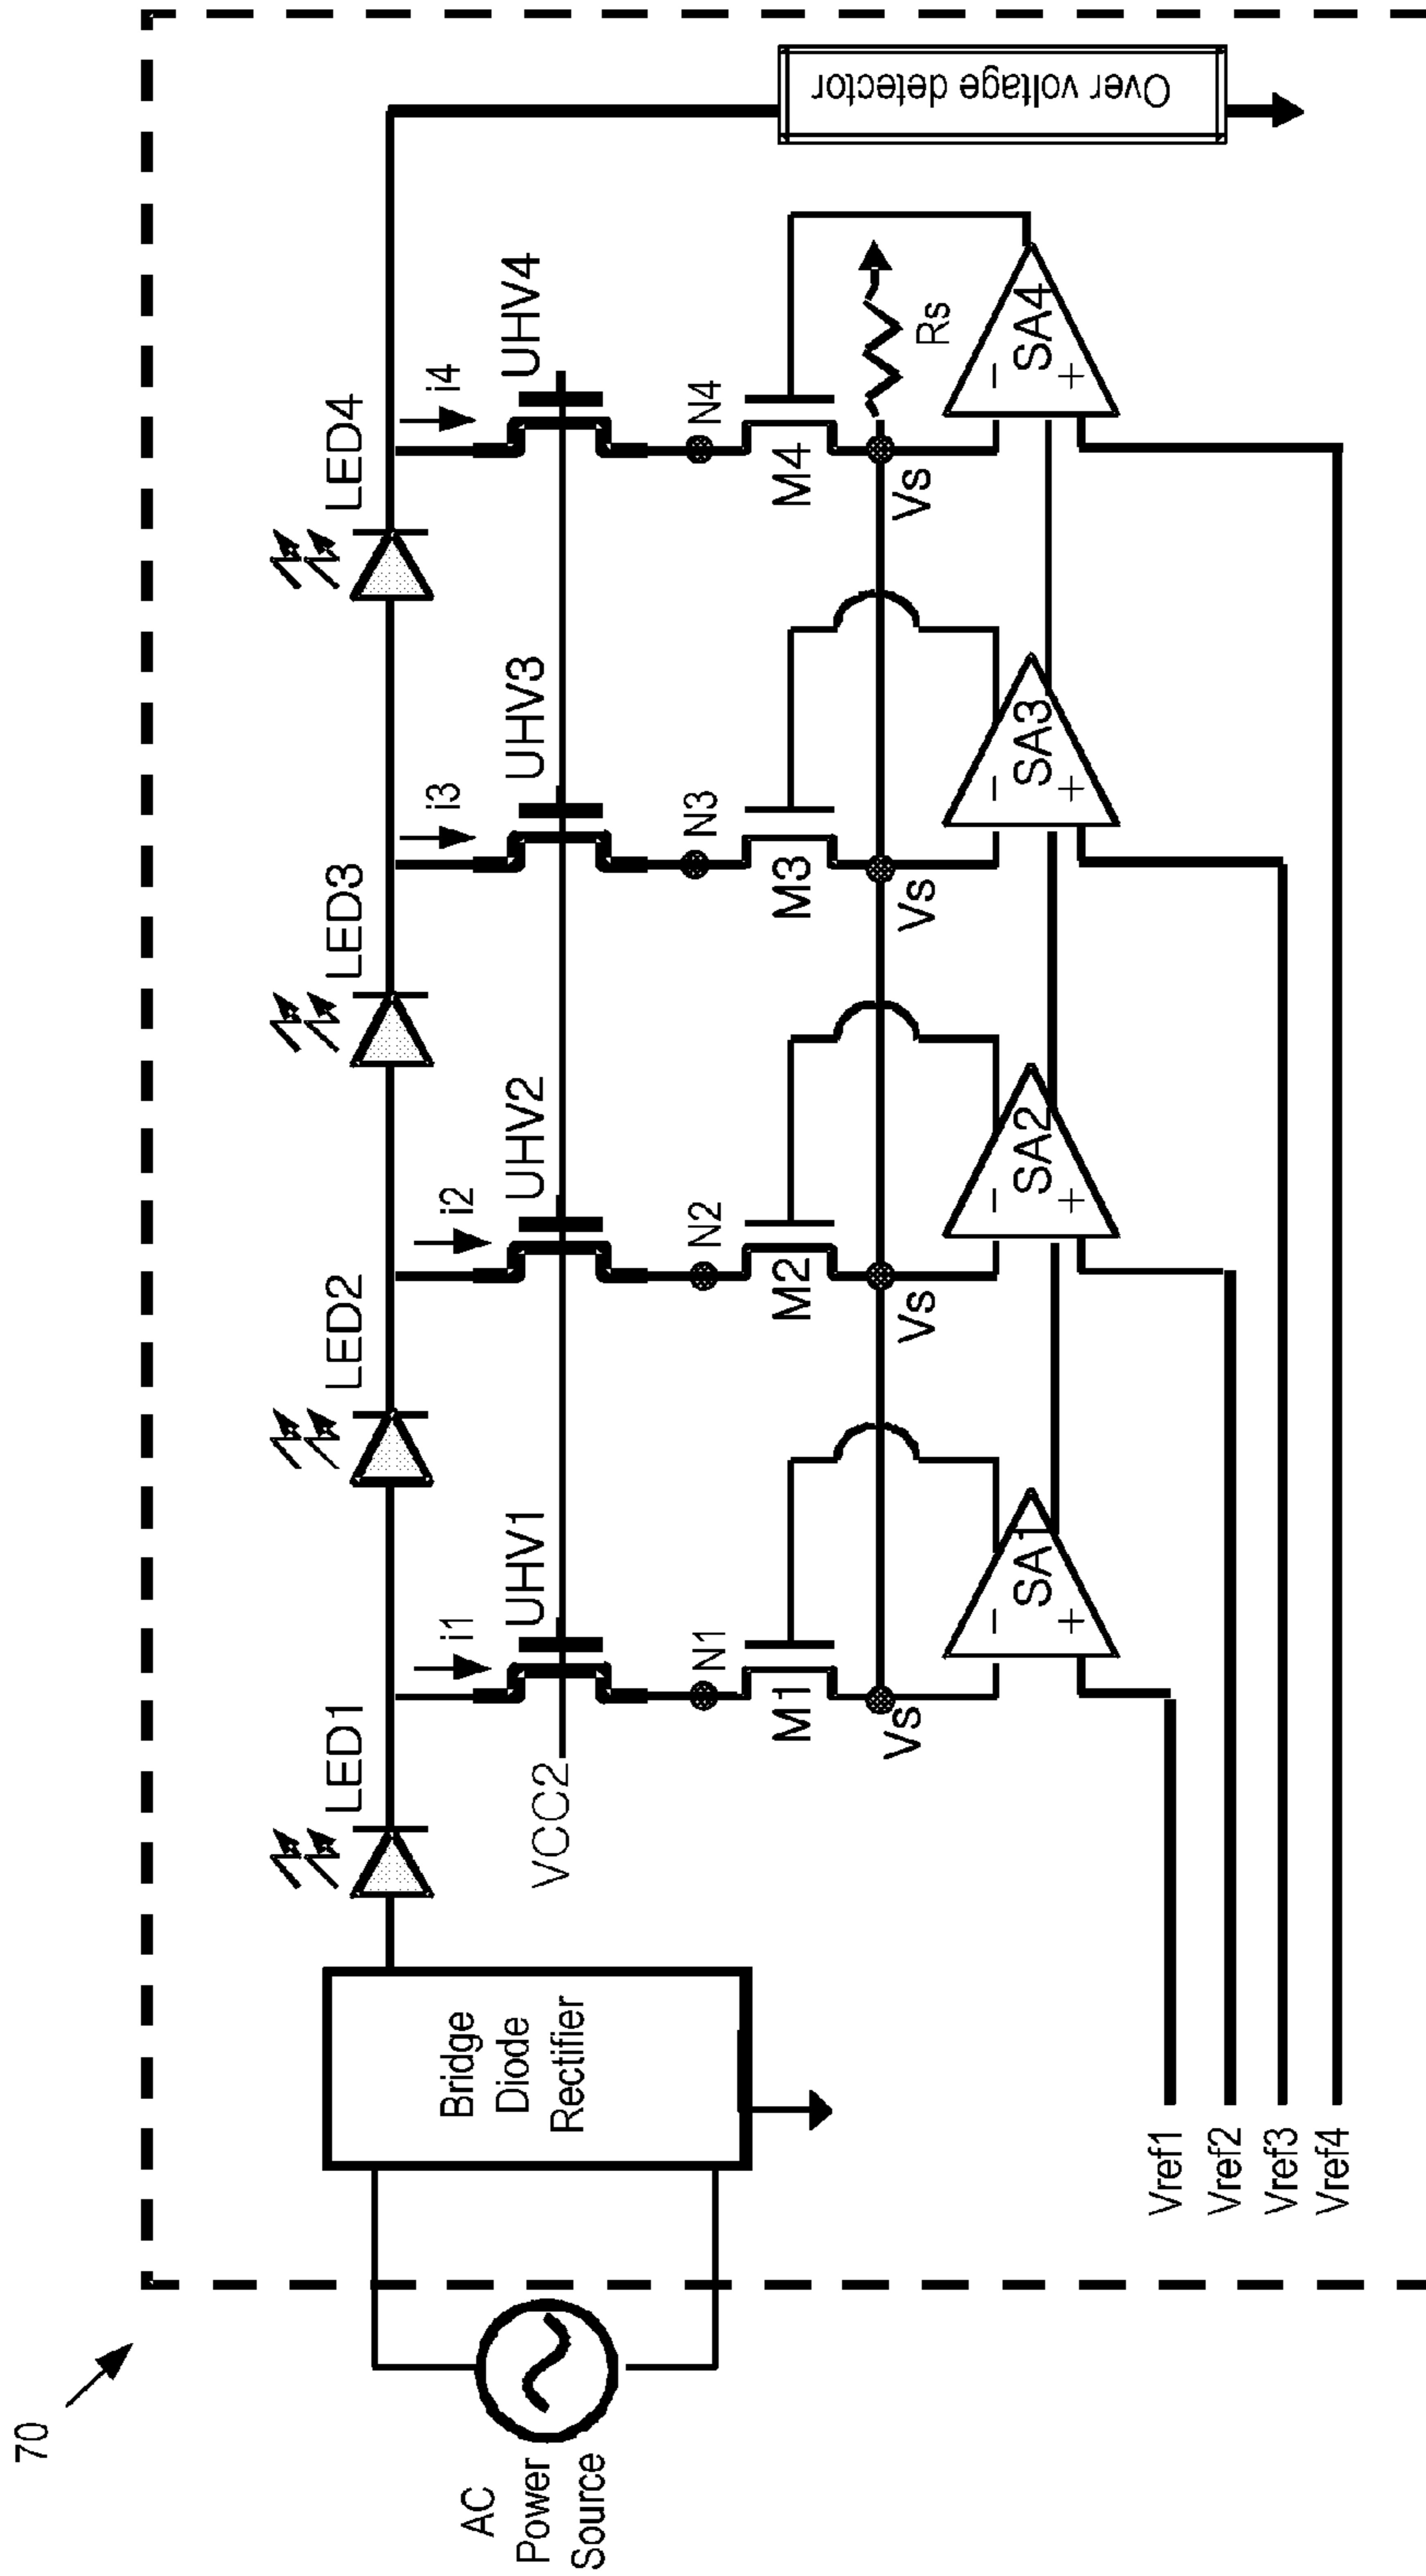 70
AC
Power
Source
Bridge
Diode
Rectifier
LED1
LED2
LED3
LED4
i1
i2
i3
i4
UHV1
UHV2
UHV3
UHV4
VCC2
N1
N2
N3
N4
M1
M2
M3
M4
Vs
Vs
Vs
Vs
Rs
−
SA1
+
−
SA2
+
−
SA3
+
−
SA4
+
Over voltage detector
Vref1
Vref2
Vref3
Vref4